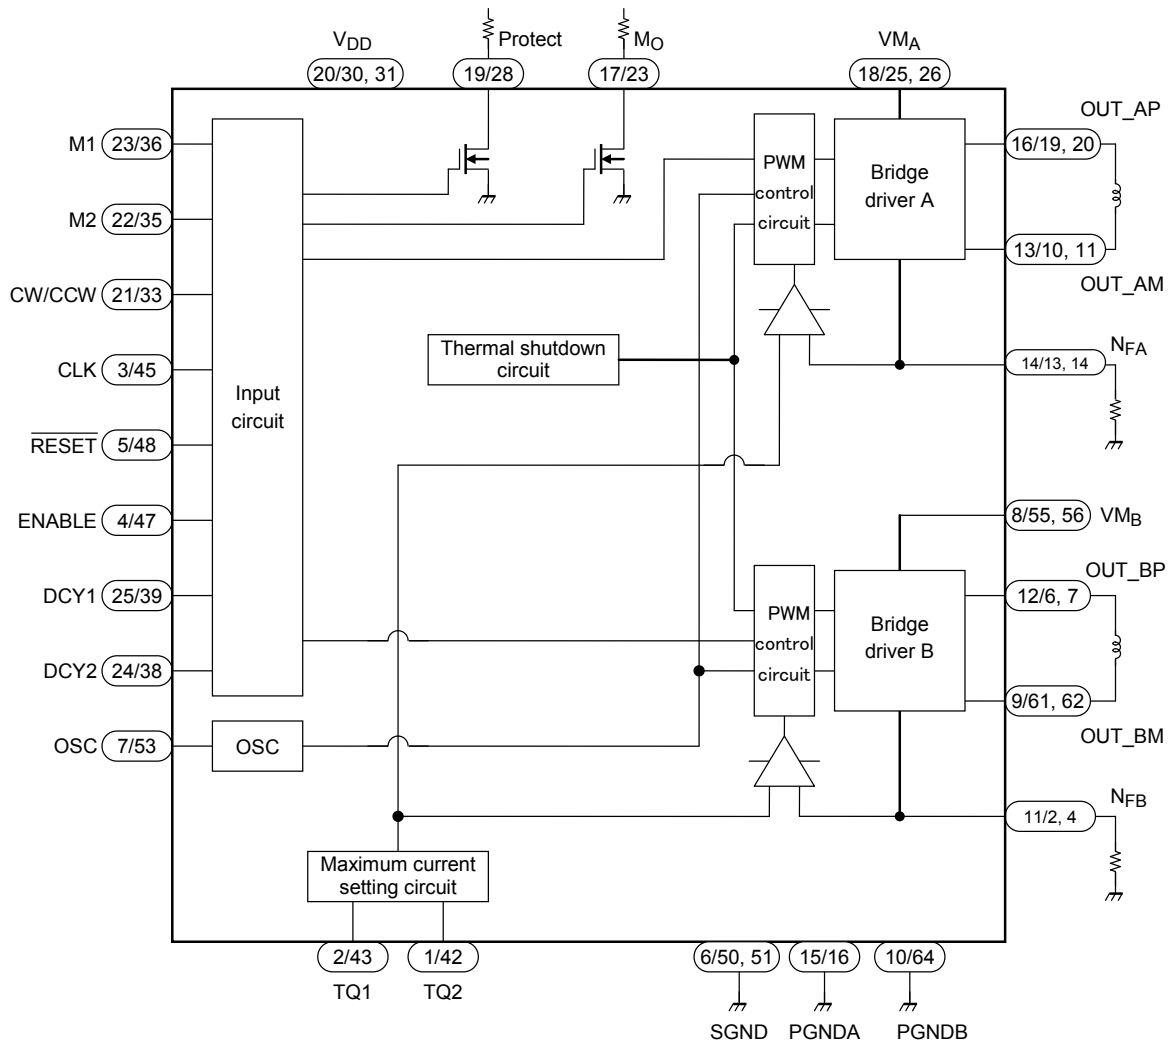 VDD
Protect
MO
VMA
20/30, 31
19/28
17/23
18/25, 26
OUT_AP
M1
23/36
16/19, 20
PWM
control
circuit
Bridge
driver A
M2
22/35
13/10, 11
OUT_AM
CW/CCW
21/33
Thermal shutdown
circuit
NFA
14/13, 14
CLK
3/45
Input
circuit
RESET
5/48
ENABLE
4/47
8/55, 56
VMB
OUT_BP
DCY1
25/39
12/6, 7
PWM
control
circuit
Bridge
driver B
DCY2
24/38
9/61, 62
OUT_BM
OSC
7/53
OSC
NFB
11/2, 4
Maximum current
setting circuit
2/43
1/42
6/50, 51
15/16
10/64
TQ1
TQ2
SGND
PGNDA
PGNDB